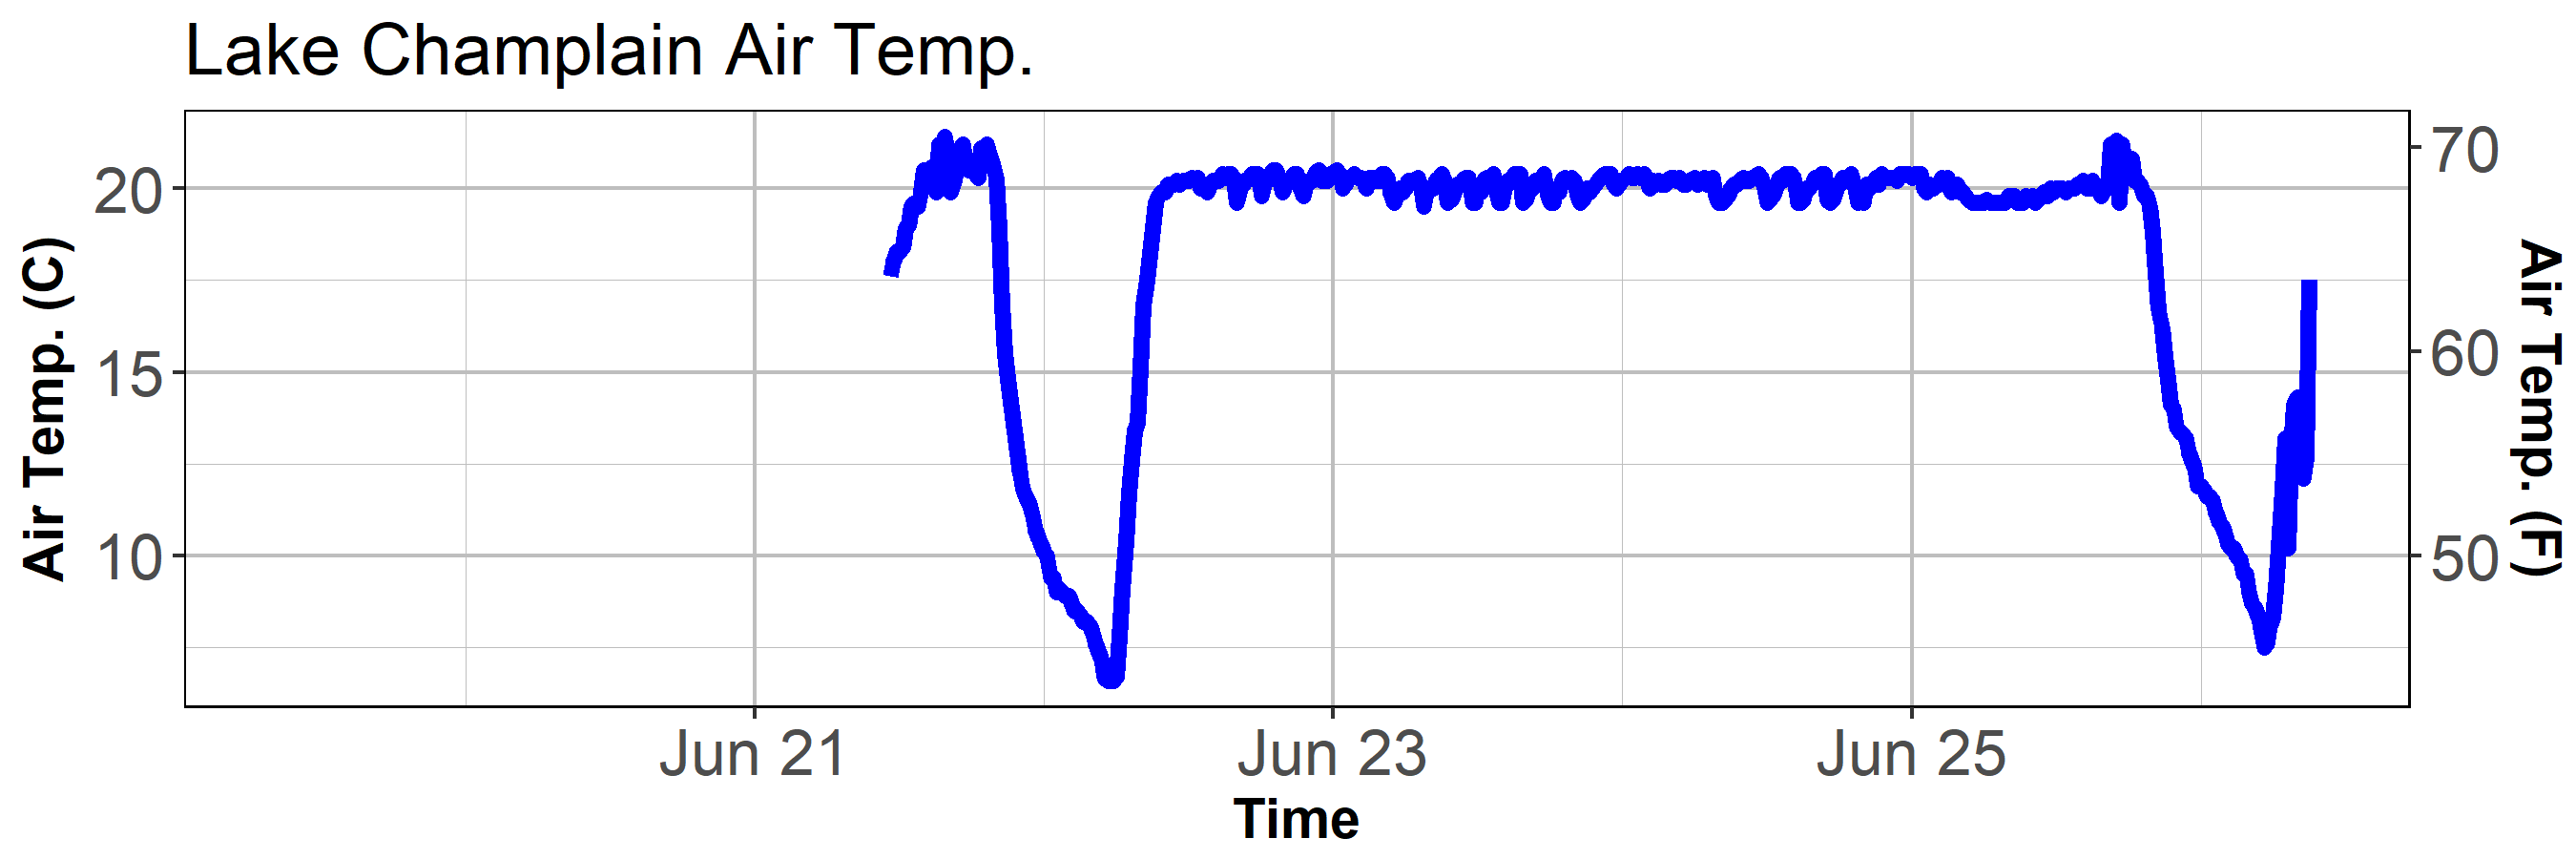 Lake Champlain Air Temp.
Air Temp. (C)
20
15
10
70
60
50
Air Temp. (F)
Jun 21
Jun 23
Jun 25
Time